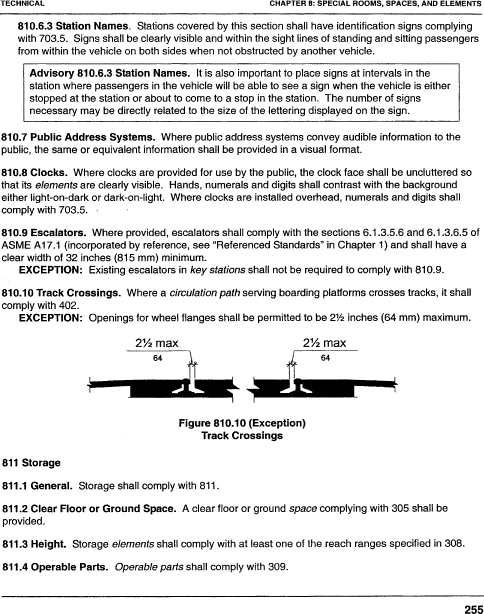 TECHNICAL CHAPTER 8: SPECIAL ROOMS, SPACES, AND ELEMENTS
810.6.3 Station Names. Stations covered by this section shall have identification signs complying
with 703.5. Signs shall be clearly visible and within the sight lines of standing and sitting passengers
from within the vehicle on both sides when not obstructed by another vehicle.
Advisory 810.6.3 Station Names. It is also important to place signs at intervals in the
station where passengers in the vehicle will be able to see a sign when the vehicle is either
stopped at the station or about to come to a stop in the station. The number of signs
necessary may be directly related to the size of the lettering displayed on the sign.
810.7 Public Address Systems. Where public address systems convey audible information to the
public, the same or equivalent information shall be provided in a visual format.
810.8 Clocks. Where clocks are provided for use by the public, the clock face shall be uncluttered so
that its elements are clearly visible. Hands, numerals and digits shall contrast with the background
either light-on-dark or dark-on-light. Where clocks are installed overhead, numerals and digits shall
comply with 703.5.
810.9 Escalators. Where provided, escalators shall comply with the sections 6.1.3.5.6 and 6.1.3.6.5 of
ASME A17.1 (incorporated by reference, see "Referenced Standards" in Chapter 1) and shall have a
clear width of 32 inches (815 mm) minimum.
EXCEPTION: Existing escalators in key stations shall not be required to comply with 810.9.
810.10 Track Crossings. Where a circulation path serving boarding platforms crosses tracks, it shall
comply with 402.
EXCEPTION: Openings for wheel flanges shall be permitted to be 2½ inches (64 mm) maximum.
2½ max 2½ max
64 64
Figure 810.10 (Exception)
Track Crossings
811 Storage
811.1 General. Storage shall comply with 811.
811.2 Clear Floor or Ground Space. A clear floor or ground space complying with 305 shall be
provided.
811.3 Height. Storage elements shall comply with at least one of the reach ranges specified in 308.
811.4 Operable Parts. Operable parts shall comply with 309.
255